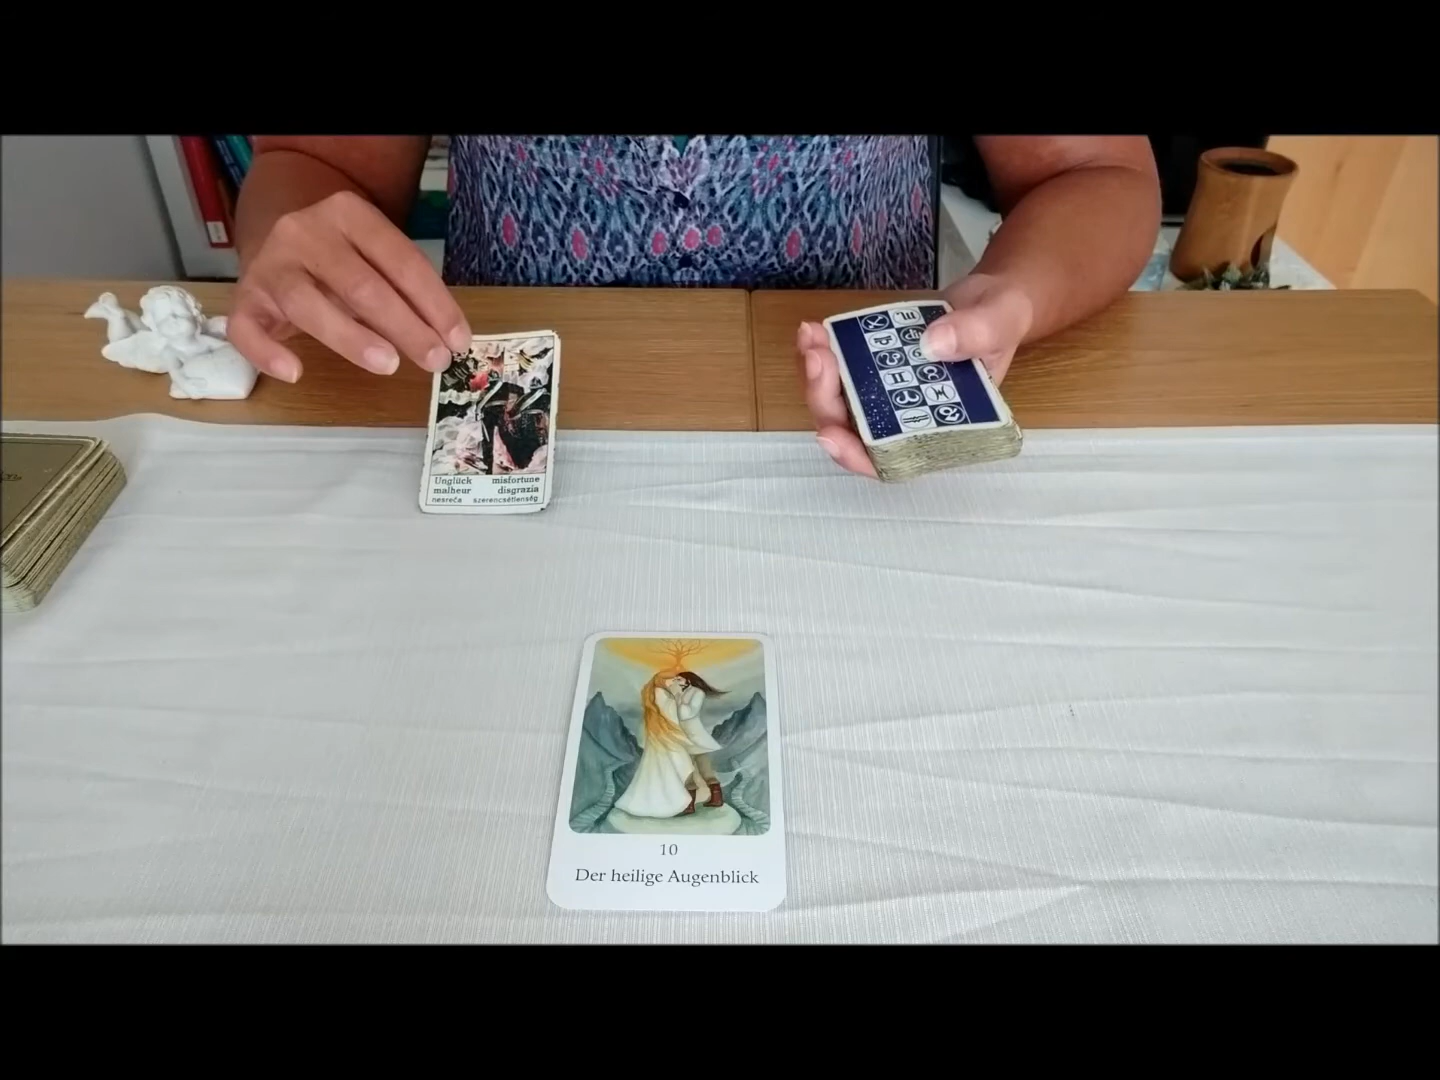 Unglück misfortune
malheur disgrazia
nesreča szerencsétlenség
10
Der heilige Augenblick